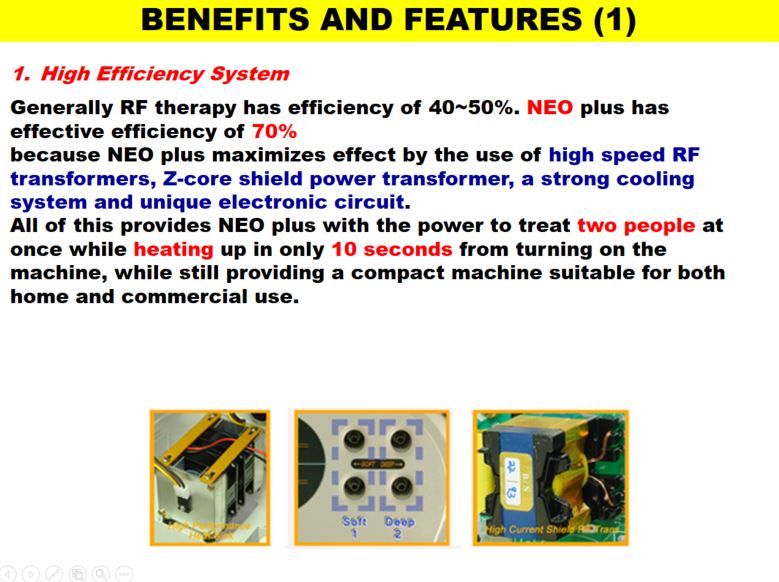 BENEFITS AND FEATURES (1)
1. High Efficiency System
Generally RF therapy has efficiency of 40~50%. NEO plus has
effective efficiency of 70%
because NEO plus maximizes effect by the use of high speed RF
transformers, Z-core shield power transformer, a strong cooling
system and unique electronic circuit.
All of this provides NEO plus with the power to treat two people at
once while heating up in only 10 seconds from turning on the
machine, while still providing a compact machine suitable for both
home and commercial use.
High Performance
←SOFT DEEP→
Soft Deep
1 2
High Current Shield RF Trans